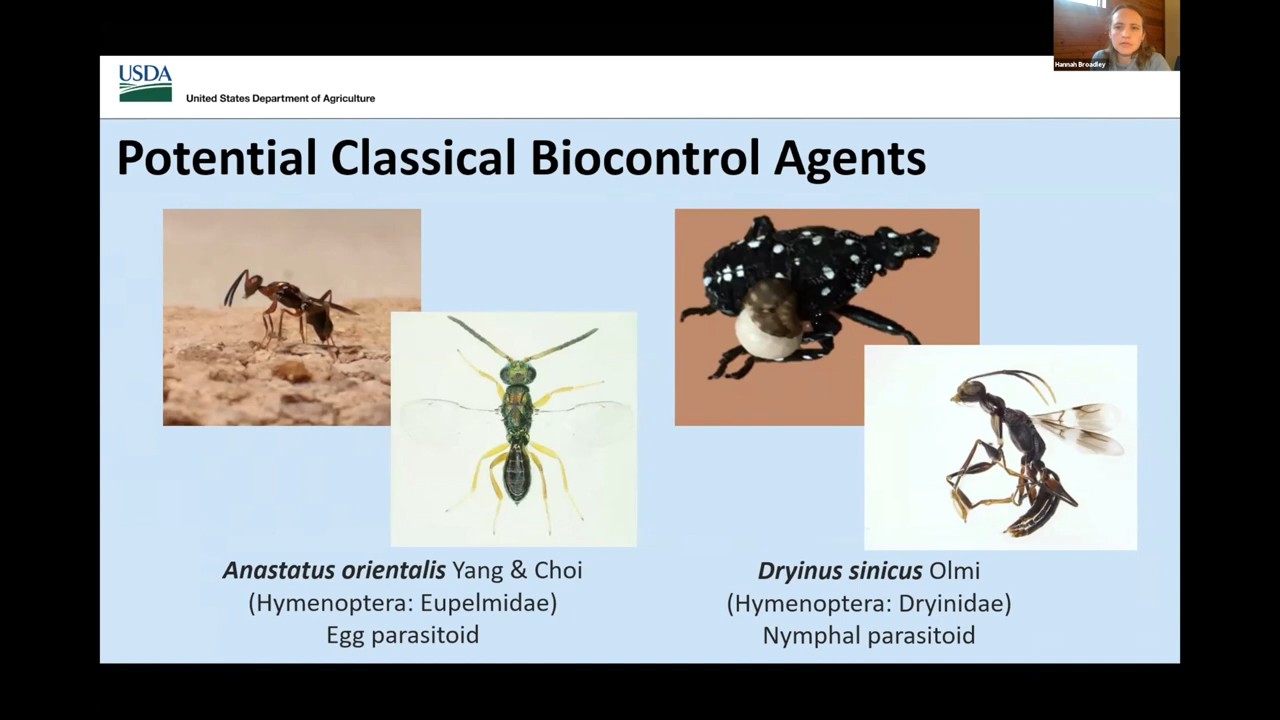 Hannah Broadley
USDA
United States Department of Agriculture
Potential Classical Biocontrol Agents
Anastatus orientalis Yang & Choi
(Hymenoptera: Eupelmidae)
Egg parasitoid
Dryinus sinicus Olmi
(Hymenoptera: Dryinidae)
Nymphal parasitoid